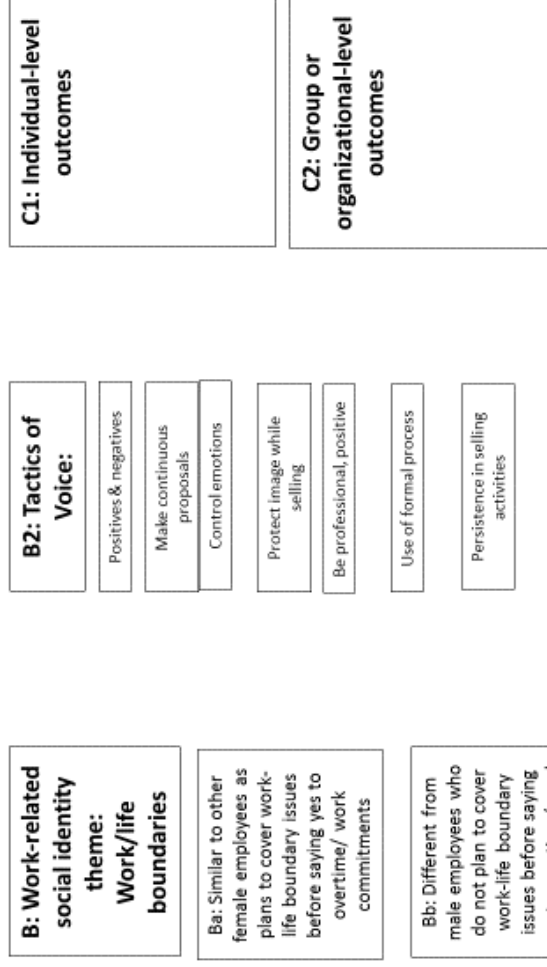 B: Work-related
social identity
theme:
Work/life
boundaries
Ba: Similar to other
female employees as
plans to cover work-
life boundary issues
before saying yes to
overtime/ work
commitments
Bb: Different from
male employees who
do not plan to cover
work-life boundary
issues before saying
B2: Tactics of
Voice:
Positives & negatives
Make continuous
proposals
Control emotions
Protect image while
selling
Be professional, positive
Use of formal process
Persistence in selling
activities
C1: Individual-level
outcomes
C2: Group or
organizational-level
outcomes